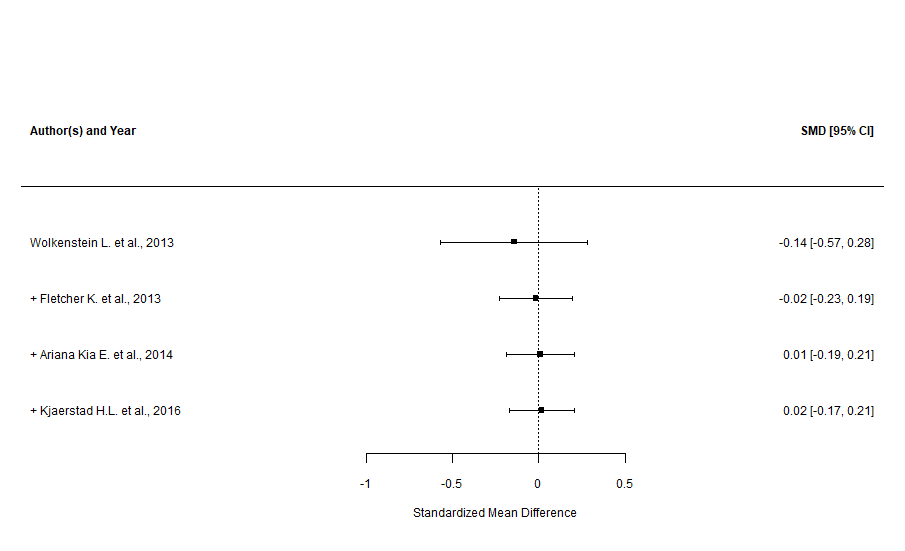 Author(s) and Year SMD [95% CI]
Wolkenstein L. et al., 2013 -0.14 [-0.57, 0.28]
+ Fletcher K. et al., 2013 -0.02 [-0.23, 0.19]
+ Ariana Kia E. et al., 2014 0.01 [-0.19, 0.21]
+ Kjaerstad H.L. et al., 2016 0.02 [-0.17, 0.21]
-1 -0.5 0 0.5
Standardized Mean Difference